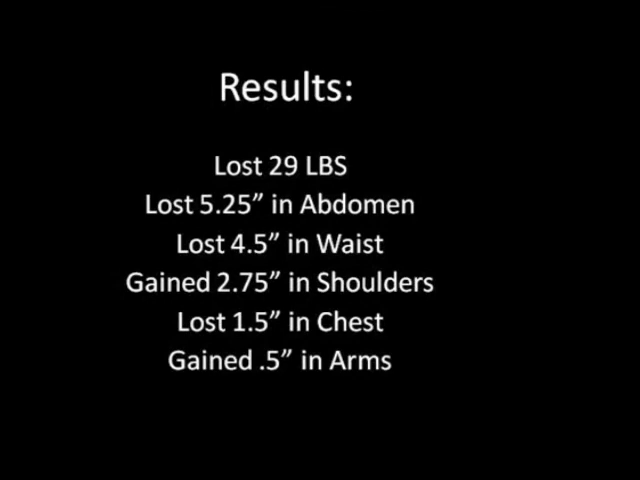 Results:
Lost 29 LBS
Lost 5.25” in Abdomen
Lost 4.5” in Waist
Gained 2.75” in Shoulders
Lost 1.5” in Chest
Gained .5” in Arms